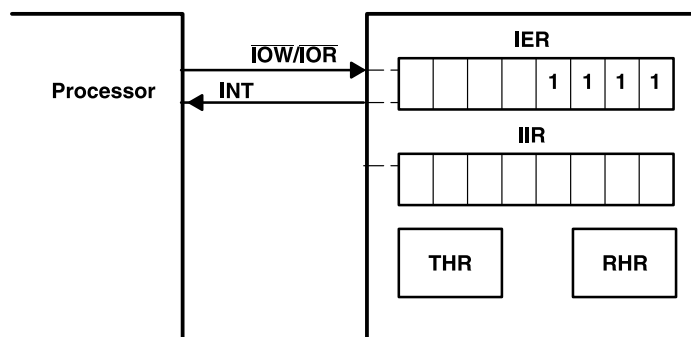 IOW/IOR
IER
1 1 1 1
Processor
INT
IIR
THR
RHR